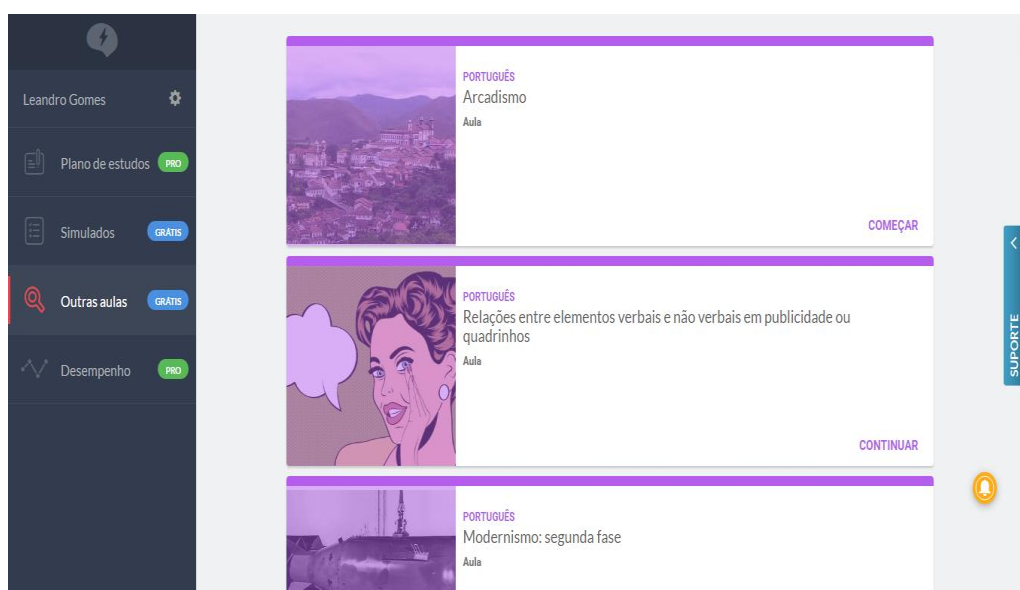 Leandro Gomes
Plano de estudos PRO
Simulados GRÁTIS
Outras aulas GRÁTIS
Desempenho PRO
PORTUGUÊS
Arcadismo
Aula
COMEÇAR
PORTUGUÊS
Relações entre elementos verbais e não verbais em publicidade ou
quadrinhos
Aula
CONTINUAR
PORTUGUÊS
Modernismo: segunda fase
Aula
SUPORTE